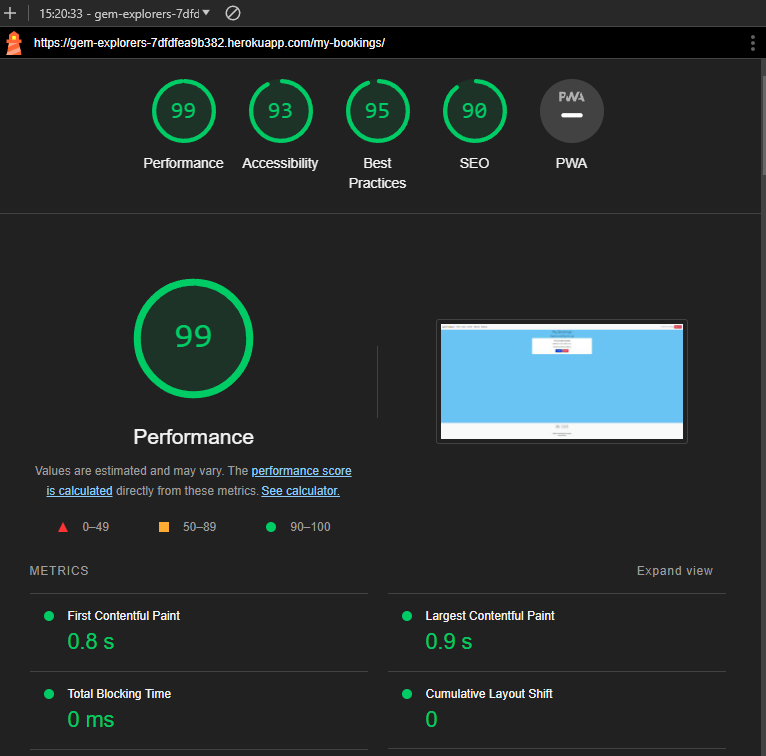 15:20:33 - gem-explorers-7dfd
https://gem-explorers-7dfdfea9b382.herokuapp.com/my-bookings/
99 93 95 90 PWA
Performance Accessibility Best Practices SEO PWA
99
Performance
Values are estimated and may vary. The performance score
is calculated directly from these metrics. See calculator.
0–49 50–89 90–100
METRICS Expand view
First Contentful Paint Largest Contentful Paint
0.8 s 0.9 s
Total Blocking Time Cumulative Layout Shift
0 ms 0